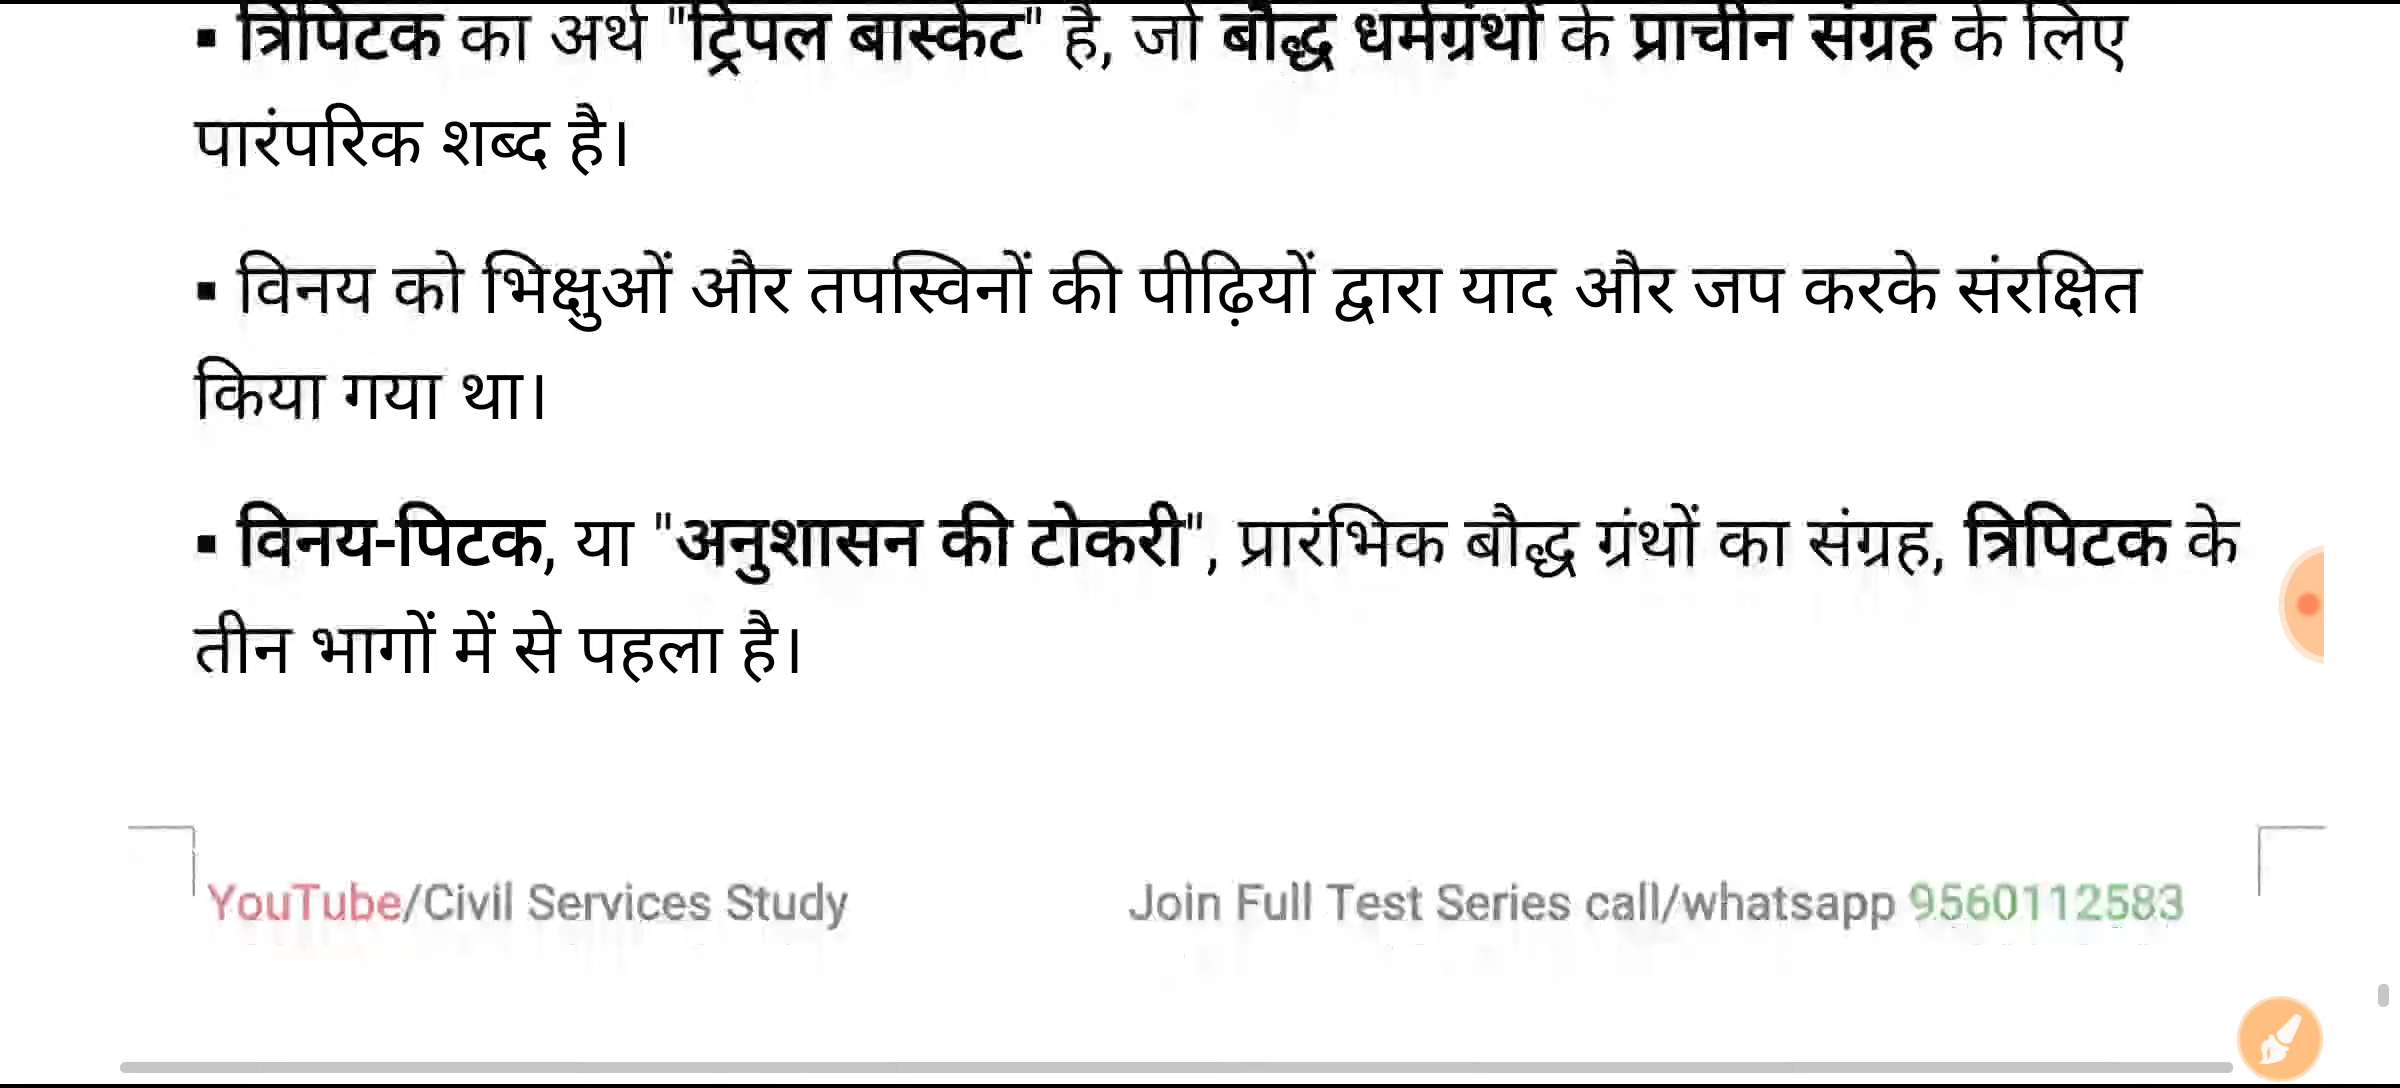 ▪ त्रिपिटक का अर्थ "ट्रिपल बास्केट" है, जो बौद्ध धर्मग्रंथों के प्राचीन संग्रह के लिए
पारंपरिक शब्द है।
▪ विनय को भिक्षुओं और तपस्विनों की पीढ़ियों द्वारा याद और जप करके संरक्षित
किया गया था।
▪ विनय-पिटक, या "अनुशासन की टोकरी", प्रारंभिक बौद्ध ग्रंथों का संग्रह, त्रिपिटक के
तीन भागों में से पहला है।
YouTube/Civil Services Study Join Full Test Series call/whatsapp 9560112583